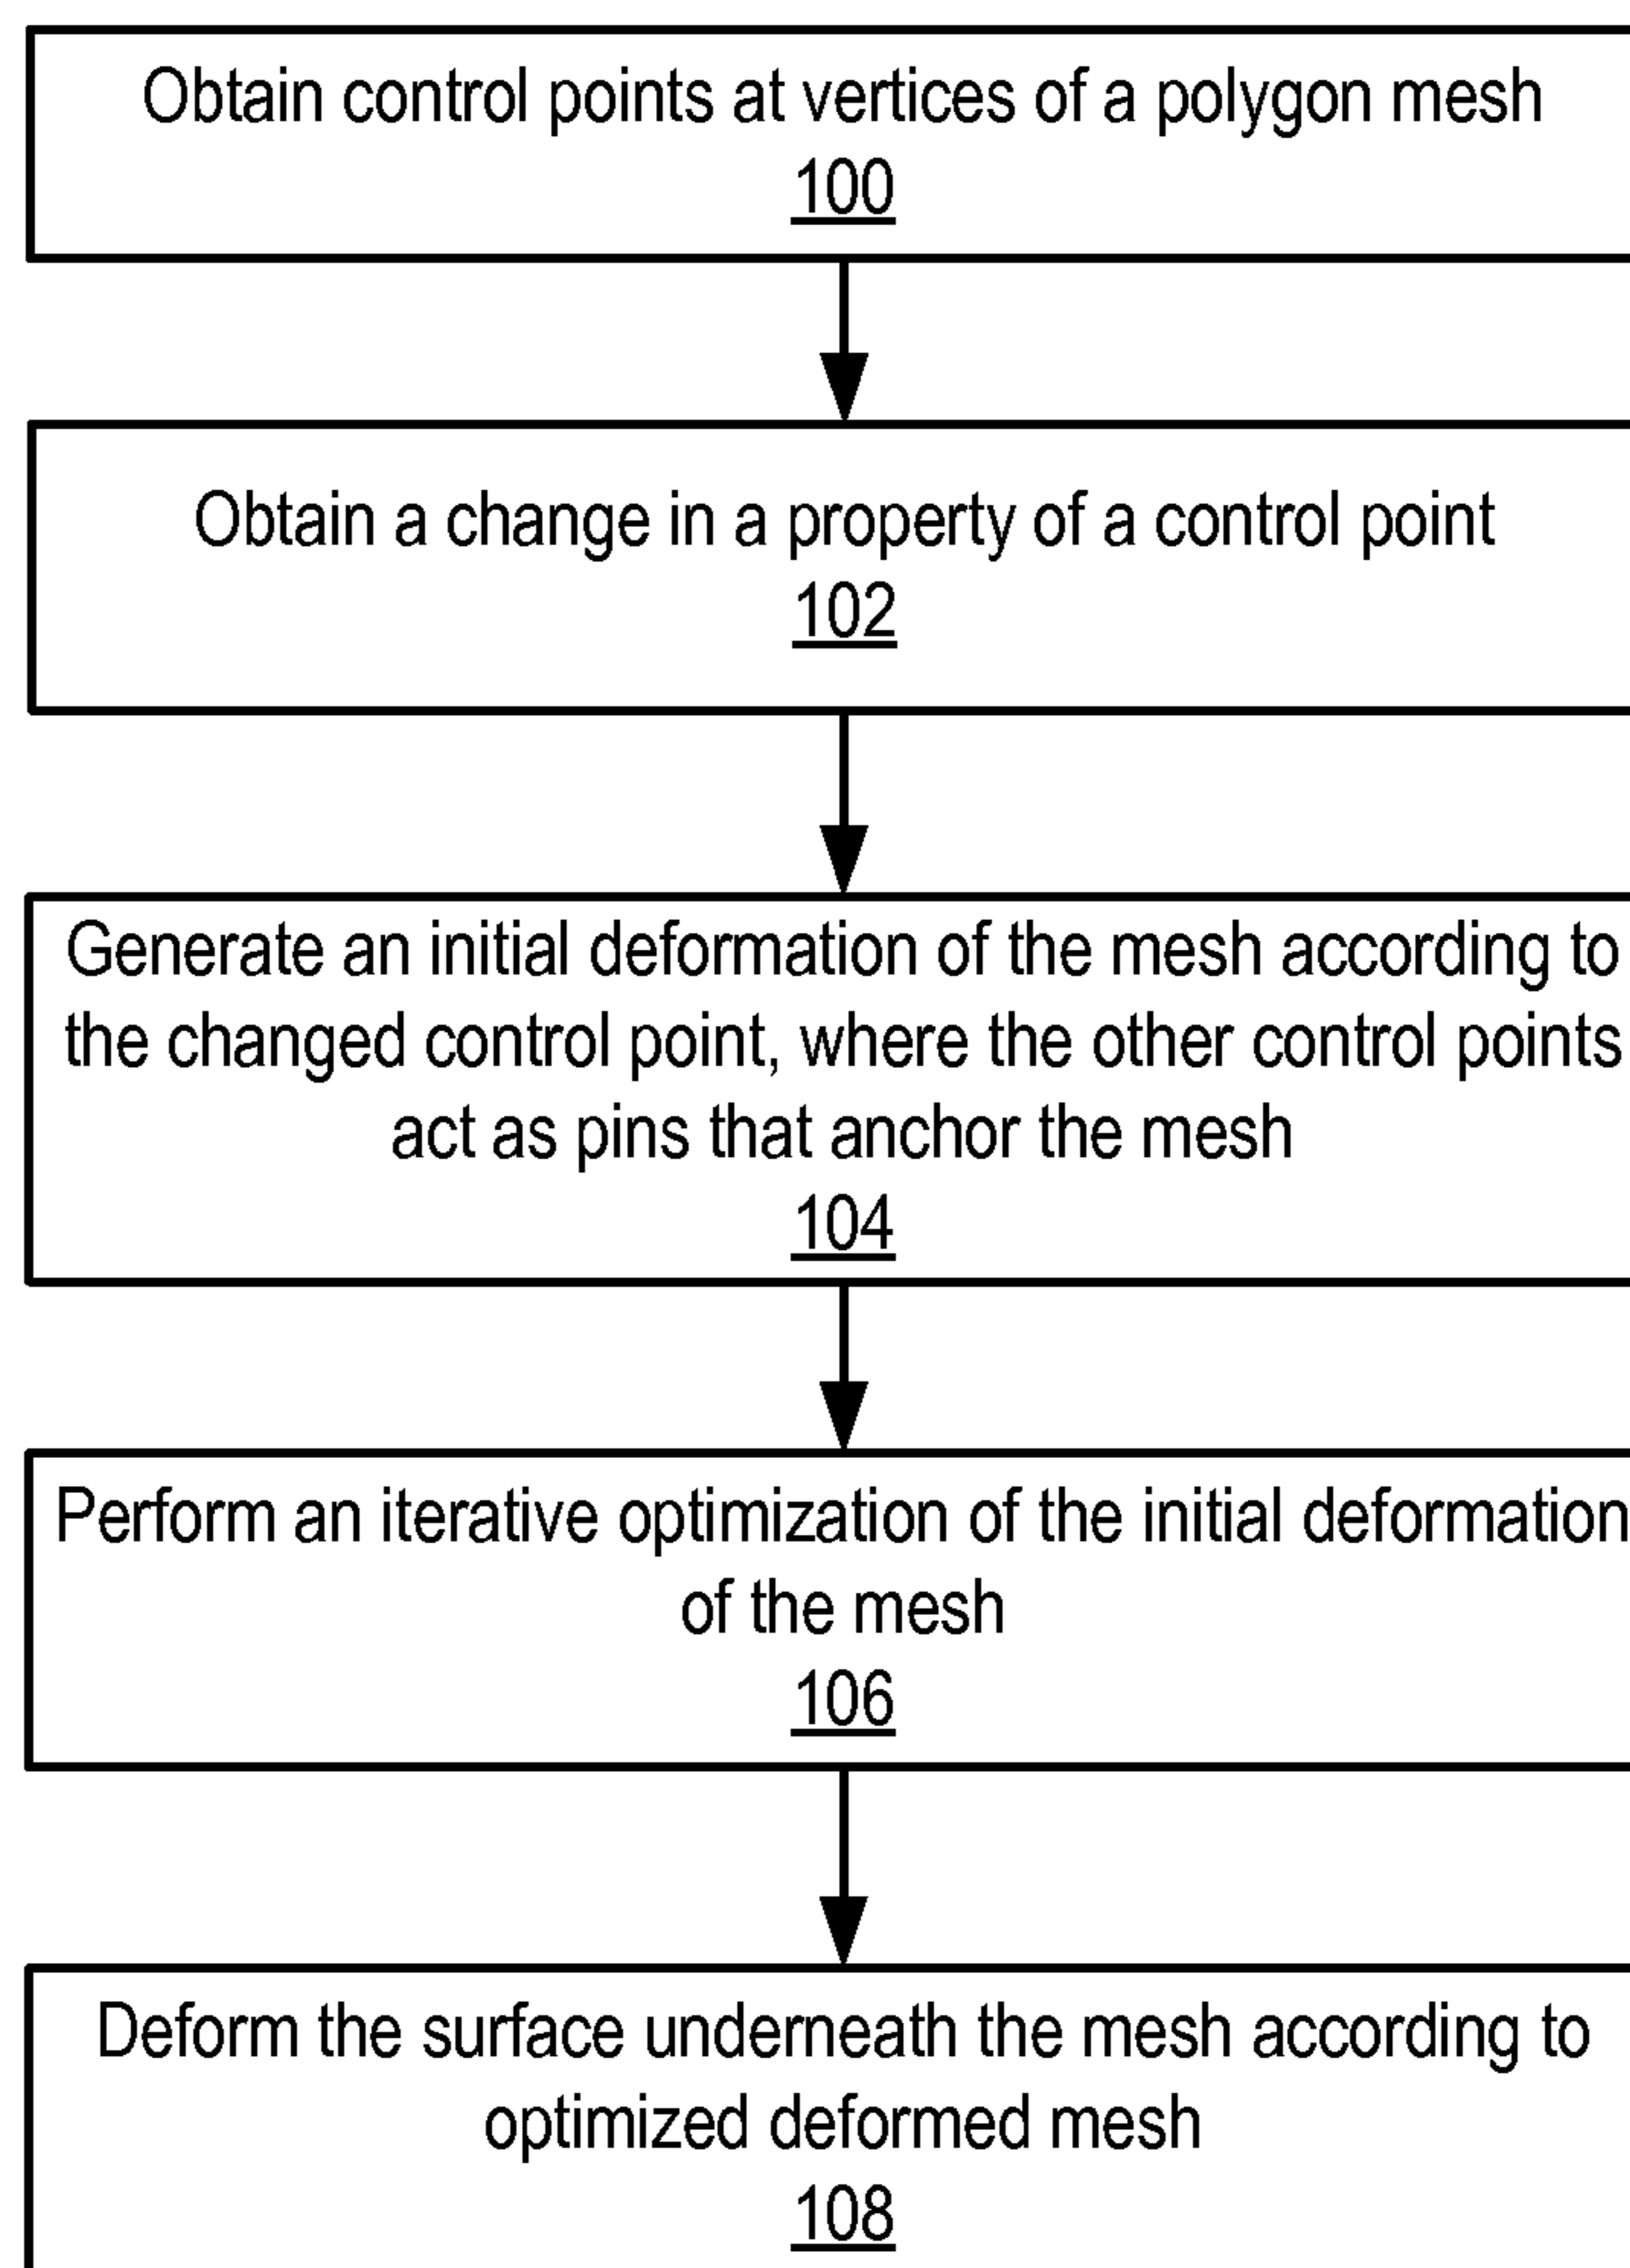 Obtain control points at vertices of a polygon mesh
100
Obtain a change in a property of a control point
102
Generate an initial deformation of the mesh according to
the changed control point, where the other control points
act as pins that anchor the mesh
104
Perform an iterative optimization of the initial deformation
of the mesh
106
Deform the surface underneath the mesh according to
optimized deformed mesh
108